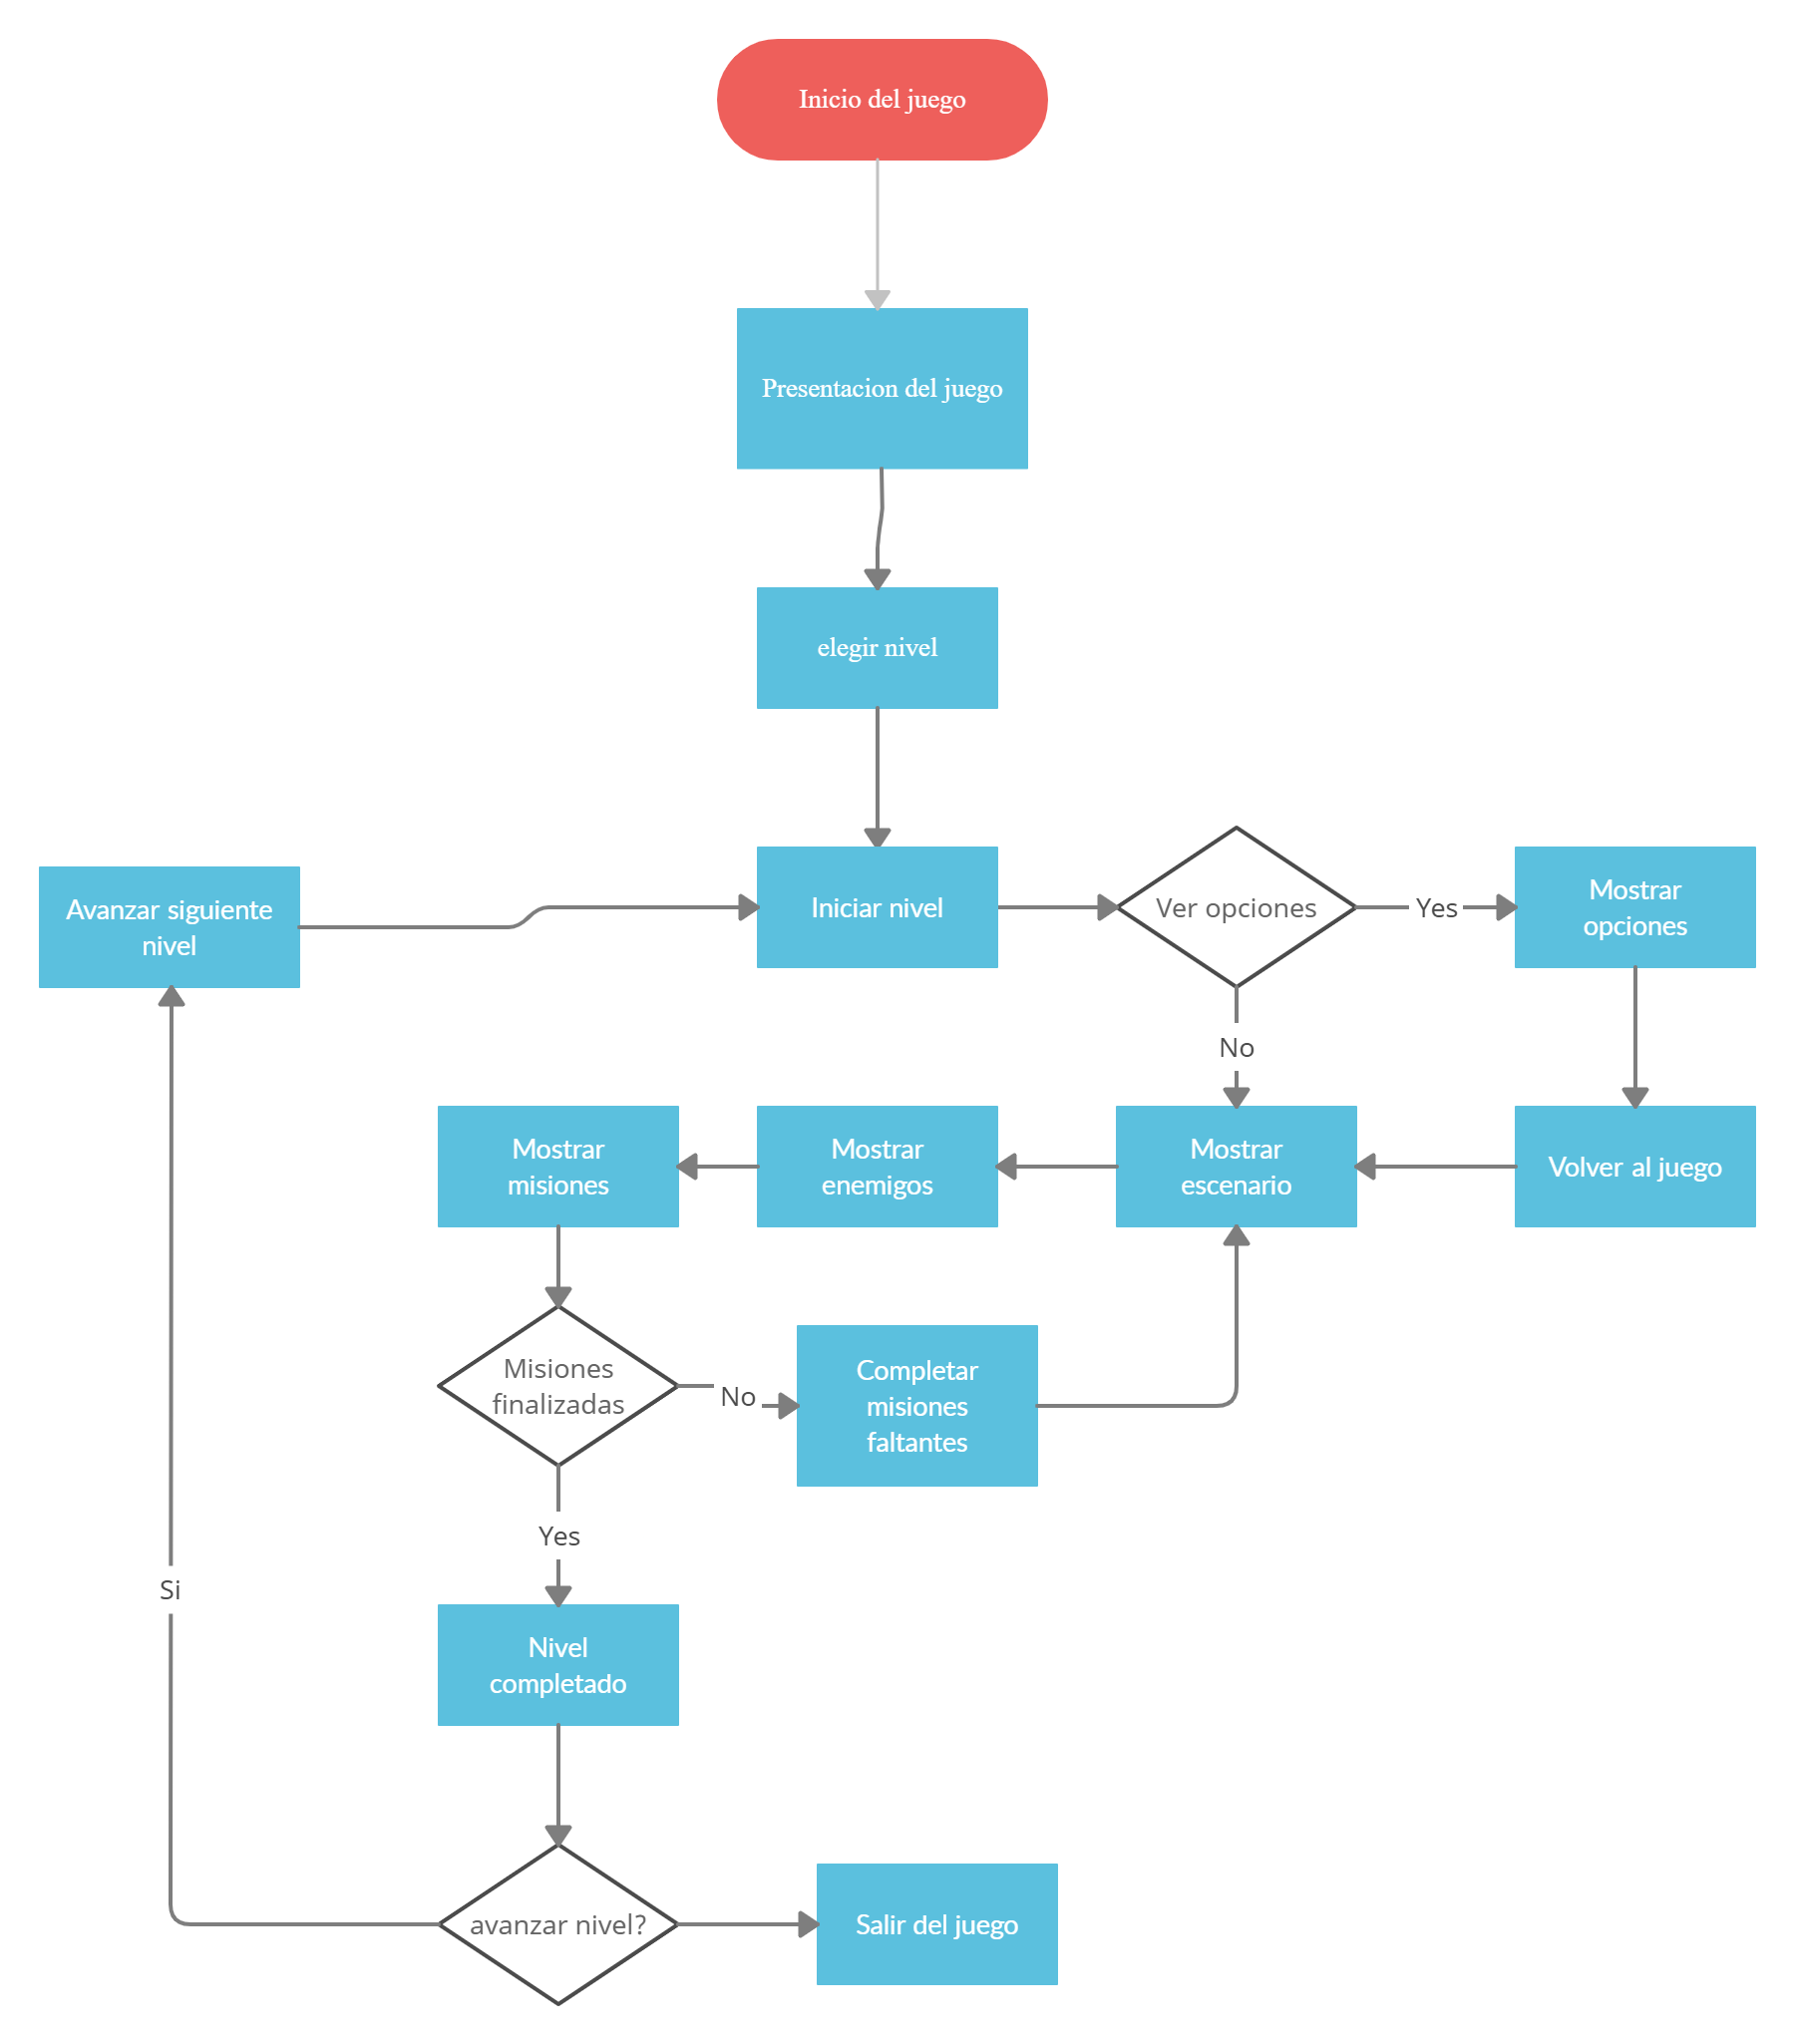 Inicio del juego
Presentacion del juego
elegir nivel
Avanzar siguiente
nivel
Iniciar nivel
Ver opciones
Yes
Mostrar
opciones
No
Mostrar
misiones
Mostrar
enemigos
Mostrar
escenario
Volver al juego
Misiones
finalizadas
No
Completar
misiones
faltantes
Yes
Si
Nivel
completado
avanzar nivel?
Salir del juego